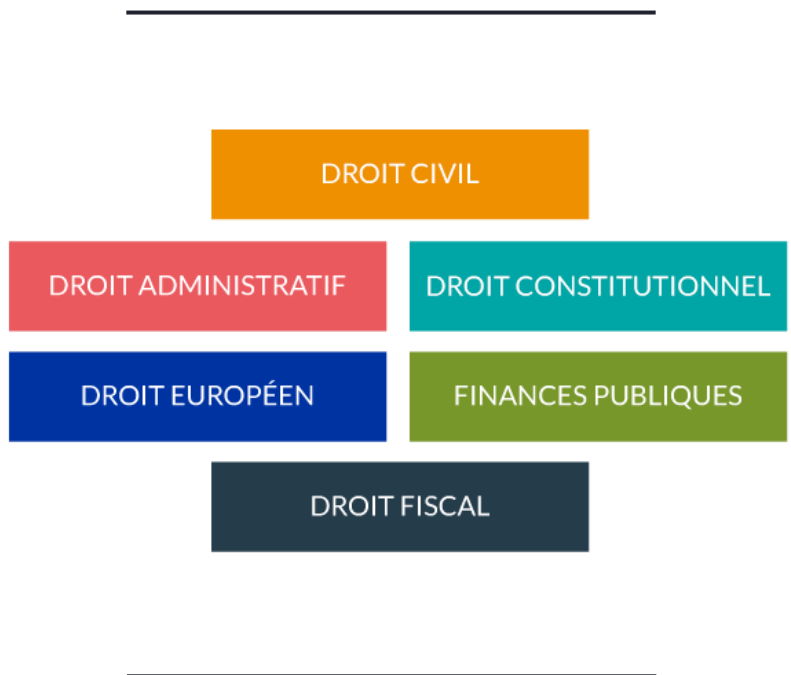 DROIT CIVIL
DROIT ADMINISTRATIF
DROIT CONSTITUTIONNEL
DROIT EUROPÉEN
FINANCES PUBLIQUES
DROIT FISCAL